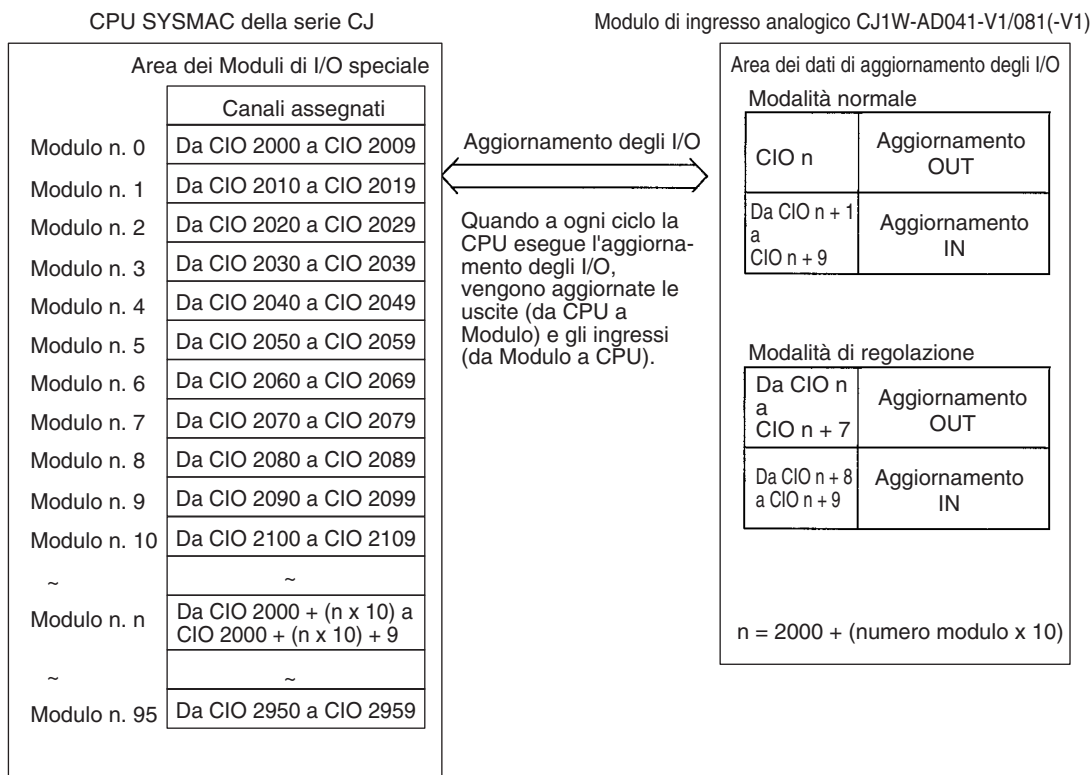 CPU SYSMAC della serie CJ
Area dei Moduli di I/O speciale
Canali assegnati
Modulo n. 0 Da CIO 2000 a CIO 2009
Modulo n. 1 Da CIO 2010 a CIO 2019
Modulo n. 2 Da CIO 2020 a CIO 2029
Modulo n. 3 Da CIO 2030 a CIO 2039
Modulo n. 4 Da CIO 2040 a CIO 2049
Modulo n. 5 Da CIO 2050 a CIO 2059
Modulo n. 6 Da CIO 2060 a CIO 2069
Modulo n. 7 Da CIO 2070 a CIO 2079
Modulo n. 8 Da CIO 2080 a CIO 2089
Modulo n. 9 Da CIO 2090 a CIO 2099
Modulo n. 10 Da CIO 2100 a CIO 2109
~ ~
Modulo n. n Da CIO 2000 + (n x 10) a
CIO 2000 + (n x 10) + 9
~ ~
Modulo n. 95 Da CIO 2950 a CIO 2959
Aggiornamento degli I/O
Quando a ogni ciclo la
CPU esegue l'aggiorna-
mento degli I/O,
vengono aggiornate le
uscite (da CPU a
Modulo) e gli ingressi
(da Modulo a CPU).
Modulo di ingresso analogico CJ1W-AD041-V1/081(-V1)
Area dei dati di aggiornamento degli I/O
Modalità normale
CIO n
Aggiornamento
OUT
Da CIO n + 1
a
CIO n + 9
Aggiornamento
IN
Modalità di regolazione
Da CIO n
a
CIO n + 7
Aggiornamento
OUT
Da CIO n + 8
a CIO n + 9
Aggiornamento
IN
n = 2000 + (numero modulo x 10)